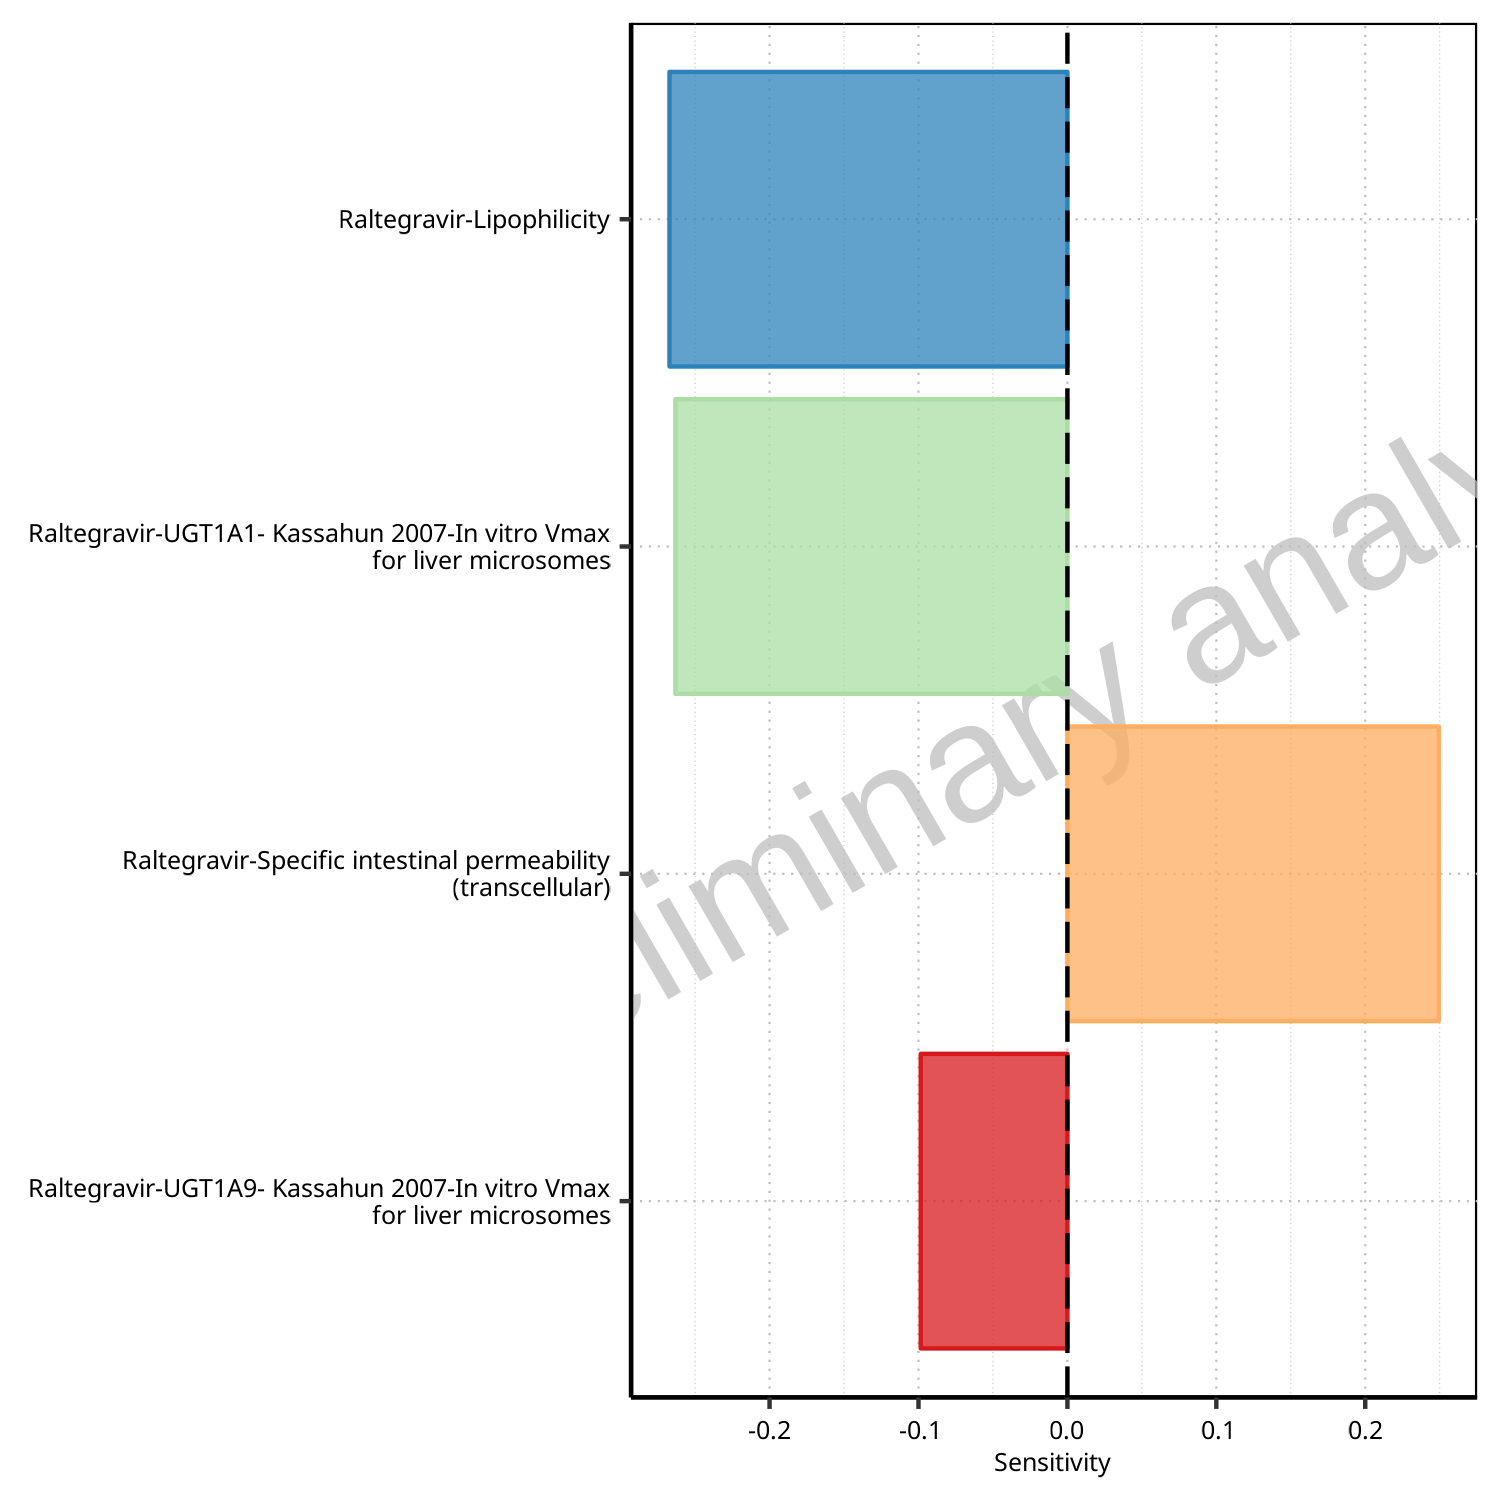 Raltegravir-Lipophilicity
Raltegravir-UGT1A1- Kassahun 2007-In vitro Vmax
for liver microsomes
Raltegravir-Specific intestinal permeability
(transcellular)
Raltegravir-UGT1A9- Kassahun 2007-In vitro Vmax
for liver microsomes
-0.2 -0.1 0.0 0.1 0.2
Sensitivity
eliminary analy